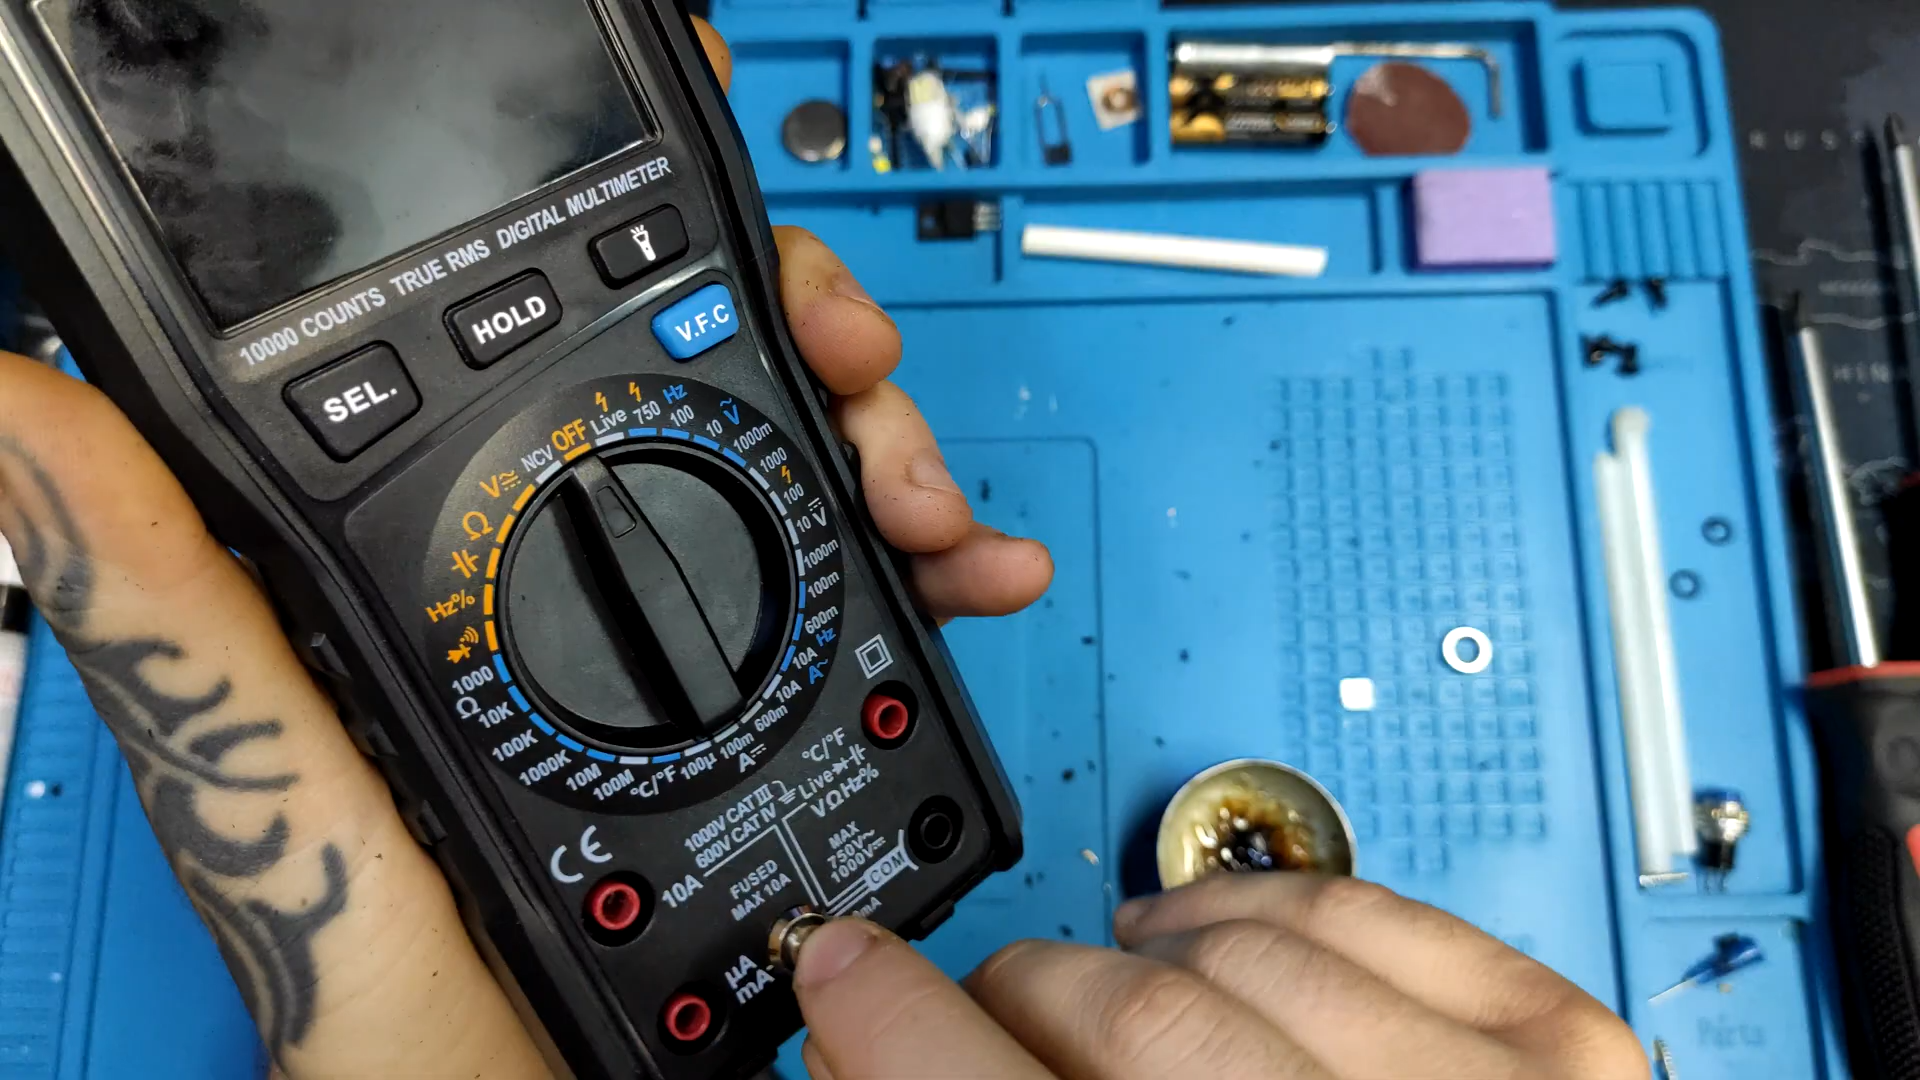 10000 COUNTS TRUE RMS DIGITAL MULTIMETER
SEL.
HOLD
V.F.C
NCV
OFF
Live
750
Hz
100
10
V
1000m
1000
100
V
10
1000m
100m
600m
Hz
10A
A~
10A
600m
100m
A
100µ
°C/°F
100M
10M
1000K
100K
10K
Ω
1000
Hz%
Ω
V
CE
1000V CAT III
600V CAT IV
°C/°F
Live
VΩHz%
10A
FUSED
MAX 10A
MAX
750V~
1000V
COM
µA
mA
Parts